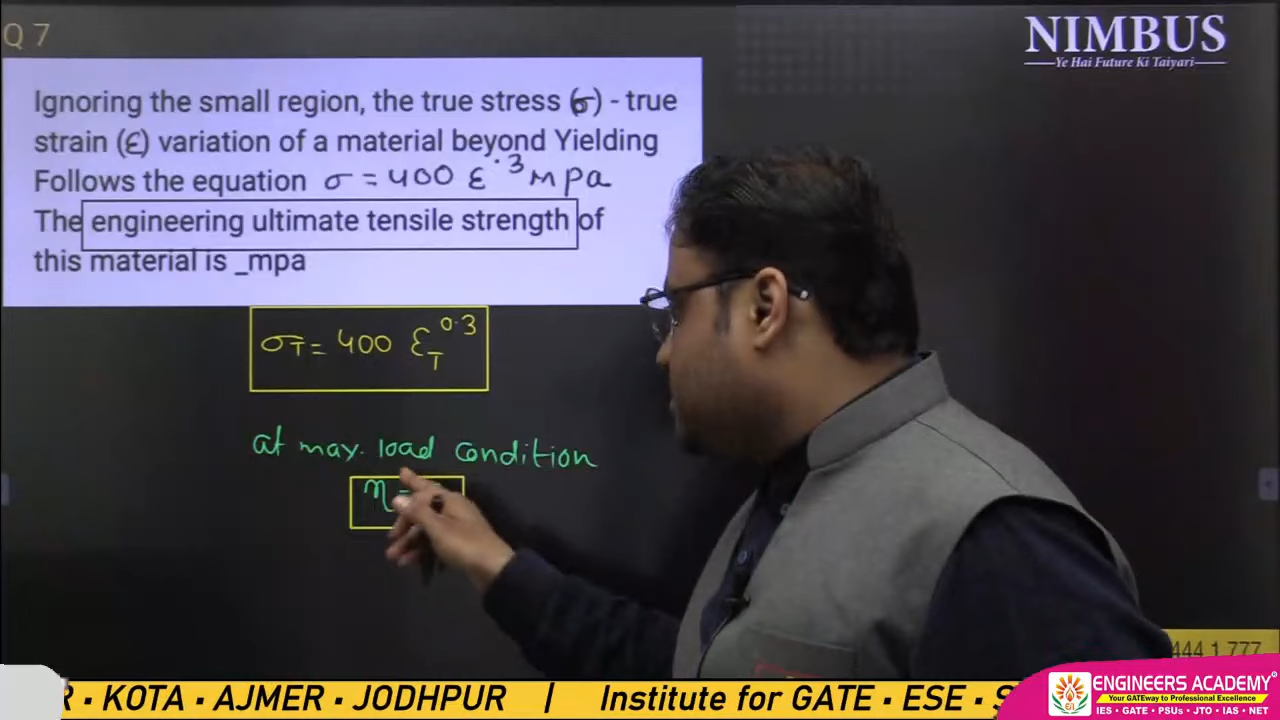 Q 7
NIMBUS
Ye Hai Future Ki Taiyari
Ignoring the small region, the true stress (σ) - true
strain (ε) variation of a material beyond Yielding
Follows the equation σ = 400 ε^.3 mpa
The engineering ultimate tensile strength of
this material is _mpa
σT = 400 εT^0.3
at max. load condition
n =
444 1 777
R • KOTA • AJMER • JODHPUR | Institute for GATE • ESE • S
ENGINEERS ACADEMY
Your GATEway to Professional Excellence
IES • GATE • PSUs • JTO • IAS • NET